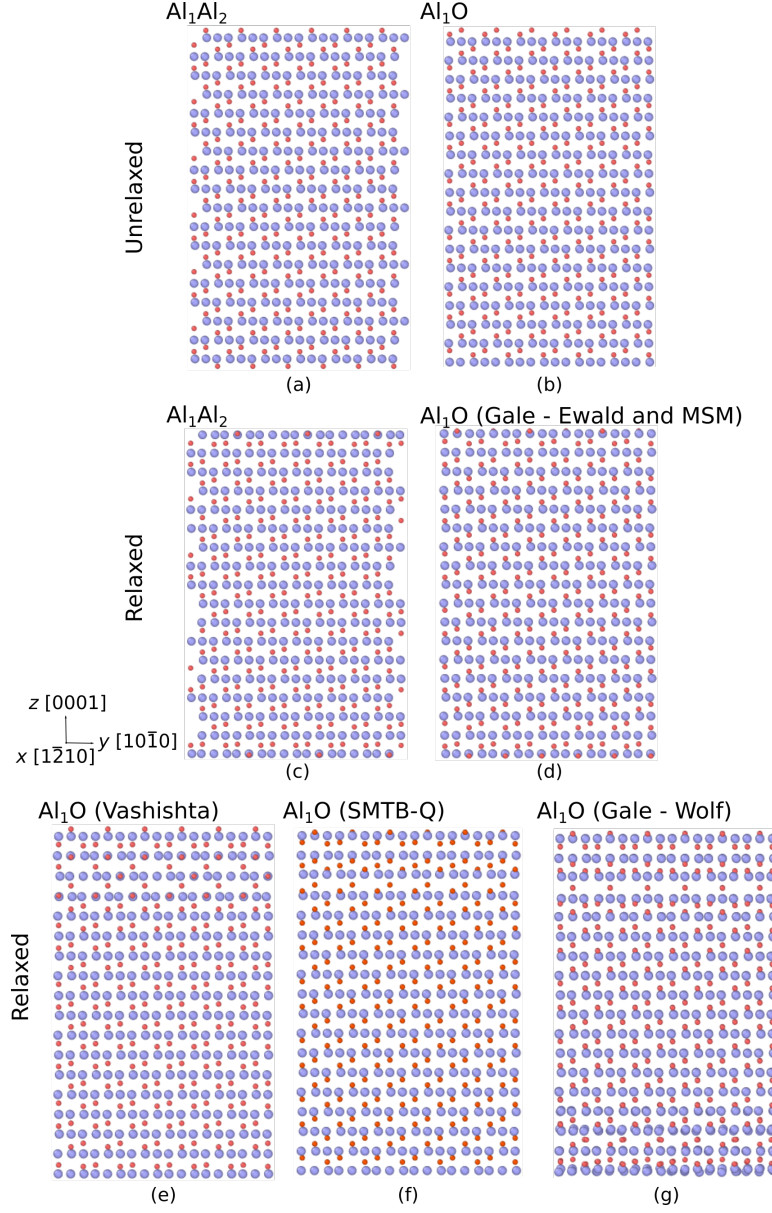 Al₁Al₂
Al₁O
Unrelaxed
(a)
(b)
Al₁Al₂
Al₁O (Gale - Ewald and MSM)
Relaxed
z [0001]
y [101̅0]
x [12̅10]
(c)
(d)
Al₁O (Vashishta)
Al₁O (SMTB-Q)
Al₁O (Gale - Wolf)
Relaxed
(e)
(f)
(g)